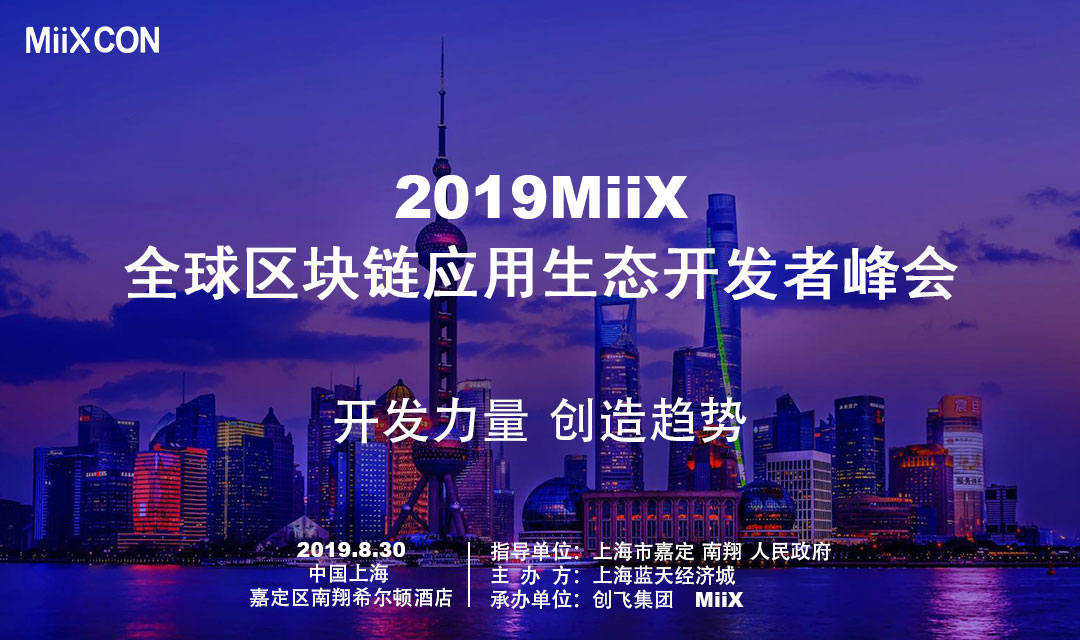 MiiXCON
2019MiiX
全球区块链应用生态开发者峰会
开发力量 创造趋势
2019.8.30
中国上海
嘉定区南翔希尔顿酒店
指导单位：上海市嘉定 南翔 人民政府
主 办 方：上海蓝天经济城
承办单位：创飞集团 MiiX
震旦